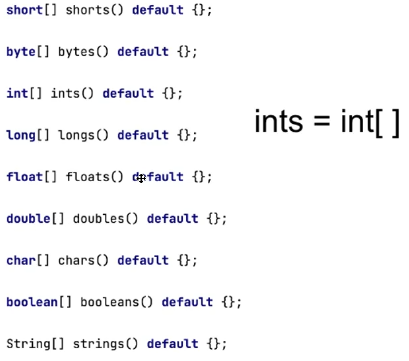 short[] shorts() default {};
byte[] bytes() default {};
int[] ints() default {};
ints = int[ ]
long[] longs() default {};
float[] floats() default {};
double[] doubles() default {};
char[] chars() default {};
boolean[] booleans() default {};
String[] strings() default {};